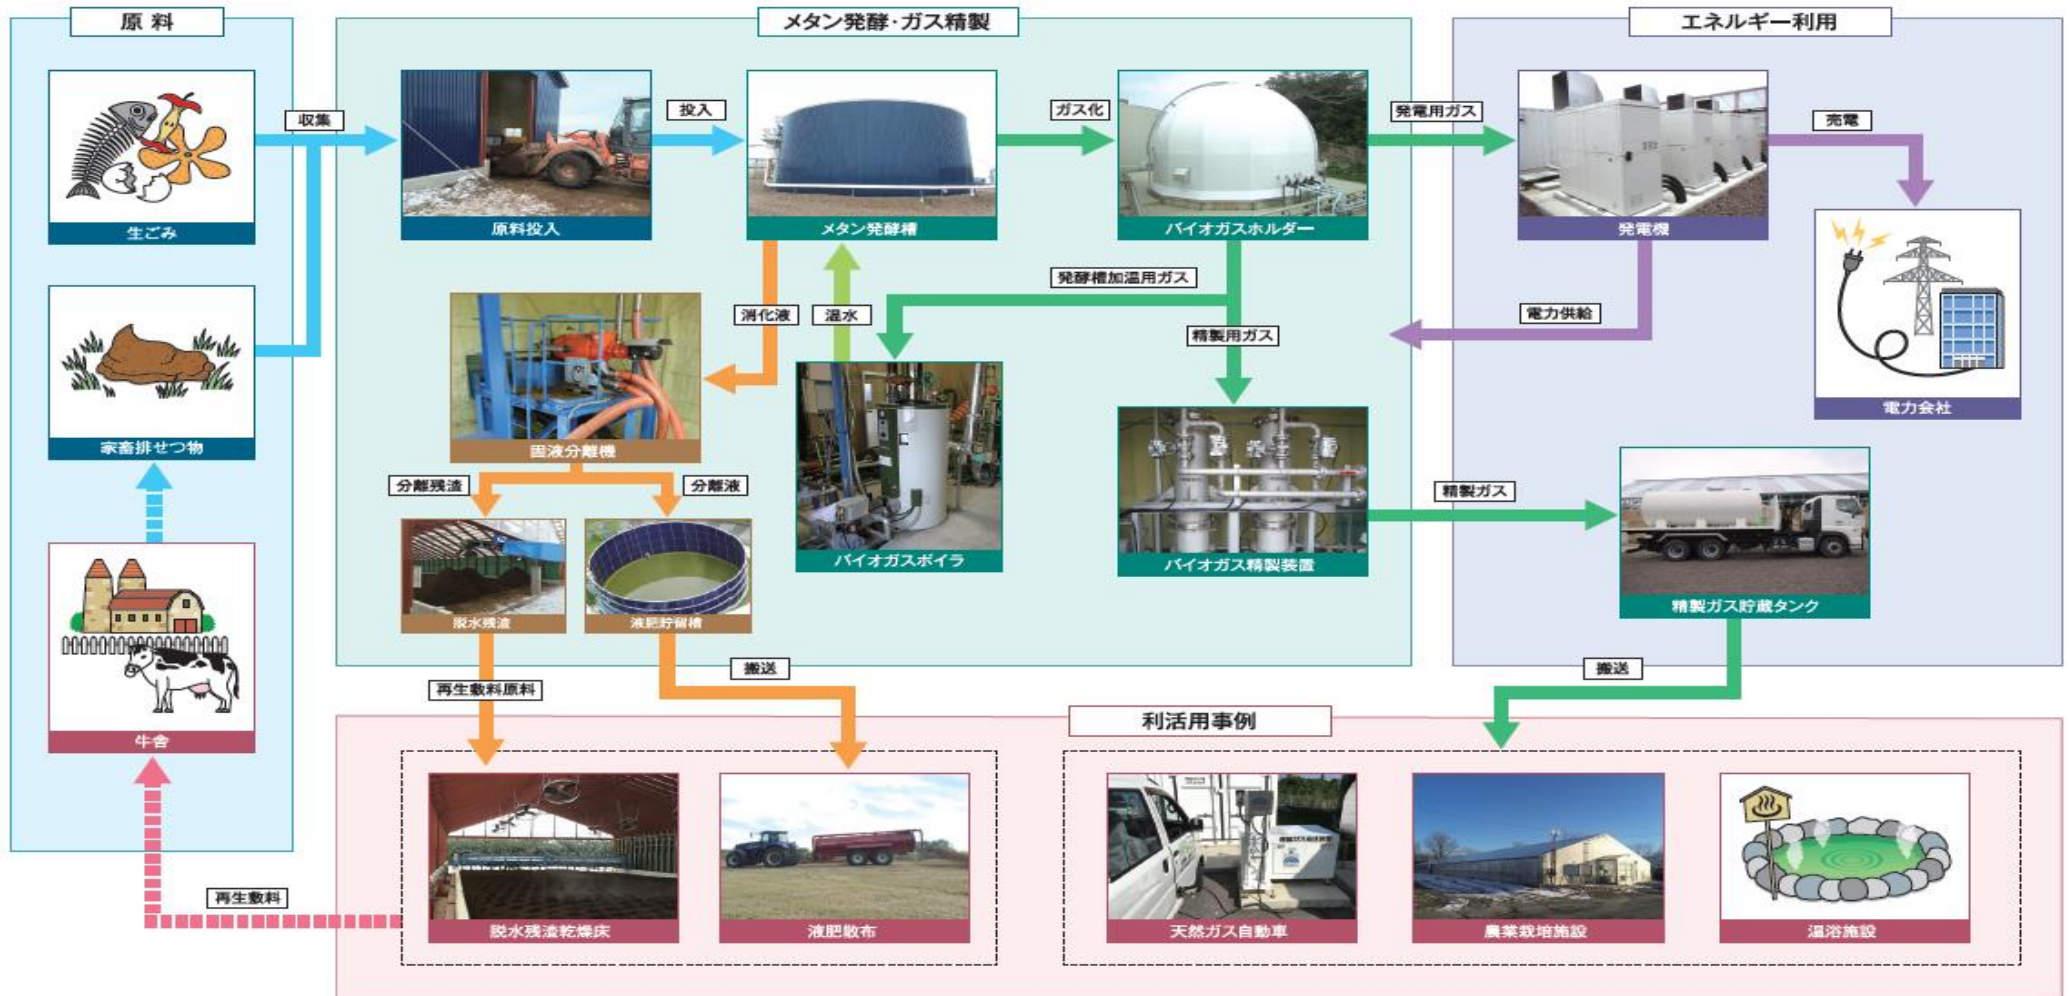 原料
メタン発酵・ガス精製
エネルギー利用
収集
投入
ガス化
発電用ガス
売電
生ごみ
原料投入
メタン発酵槽
バイオガスホルダー
発電機
発酵槽加温用ガス
消化液
温水
精製用ガス
電力供給
電力会社
家畜排せつ物
固液分離機
分離残渣
分離液
精製ガス
バイオガスボイラ
バイオガス精製装置
精製ガス貯蔵タンク
脱水残渣
液肥貯留槽
再生敷料原料
搬送
搬送
牛舎
利活用事例
再生敷料
脱水残渣乾燥床
液肥散布
天然ガス自動車
農業栽培施設
温浴施設